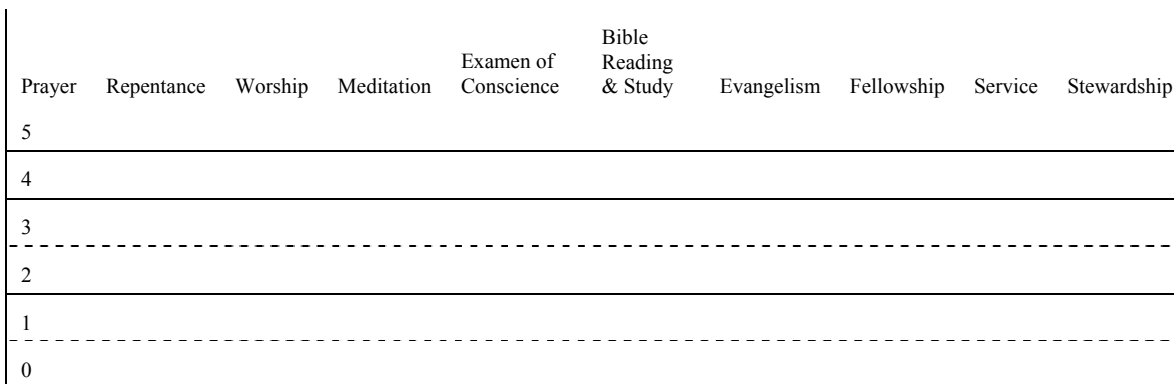 Bible
Examen of Reading
Prayer Repentance Worship Meditation Conscience & Study Evangelism Fellowship Service Stewardship
5
4
3
2
1
0